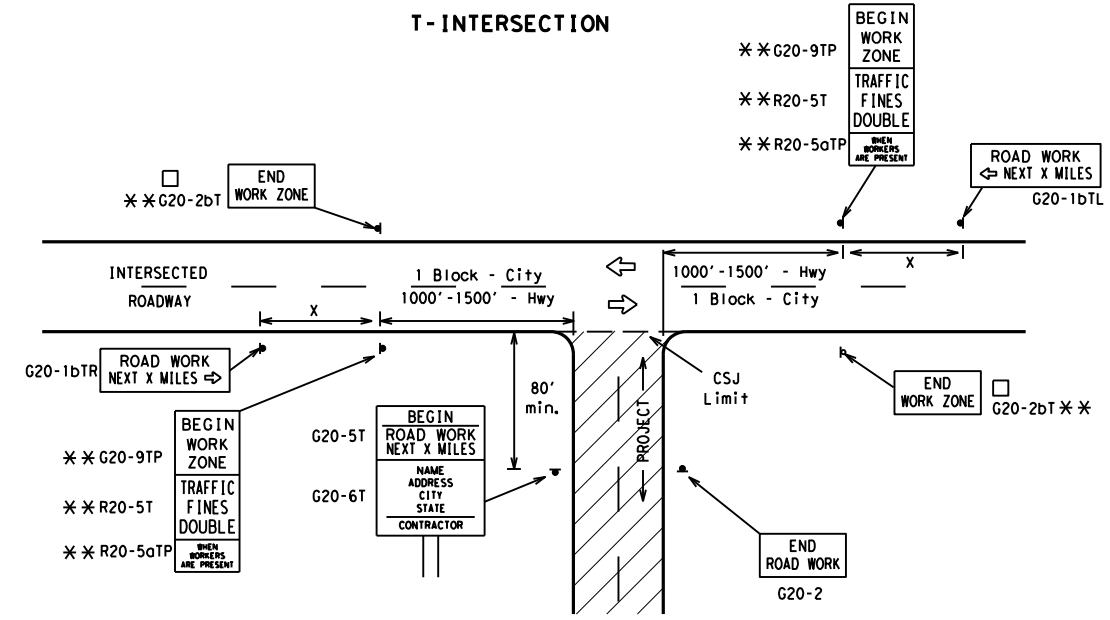 T-INTERSECTION
BEGIN
WORK
ZONE
TRAFFIC
FINES
DOUBLE
WHEN
WORKERS
ARE PRESENT
**G20-9TP
**R20-5T
**R20-5aTP
ROAD WORK
⇦ NEXT X MILES
G20-1bTL
□
**G20-2bT
END
WORK ZONE
INTERSECTED
ROADWAY
1 Block - City
1000'-1500' - Hwy
⇦
⇨
1000'-1500' - Hwy
1 Block - City
X
X
G20-1bTR
ROAD WORK
NEXT X MILES ⇨
80'
min.
CSJ
Limit
PROJECT
END
WORK ZONE
□
G20-2bT**
**G20-9TP
**R20-5T
**R20-5aTP
BEGIN
WORK
ZONE
TRAFFIC
FINES
DOUBLE
WHEN
WORKERS
ARE PRESENT
G20-5T
G20-6T
BEGIN
ROAD WORK
NEXT X MILES
NAME
ADDRESS
CITY
STATE
CONTRACTOR
END
ROAD WORK
G20-2